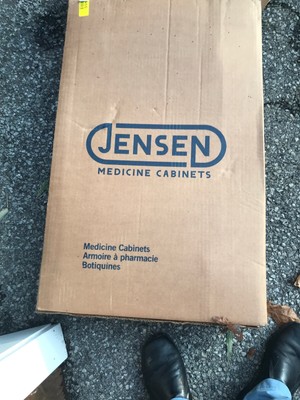 JENSEN
MEDICINE CABINETS
Medicine Cabinets
Armoire à pharmacie
Botiquines